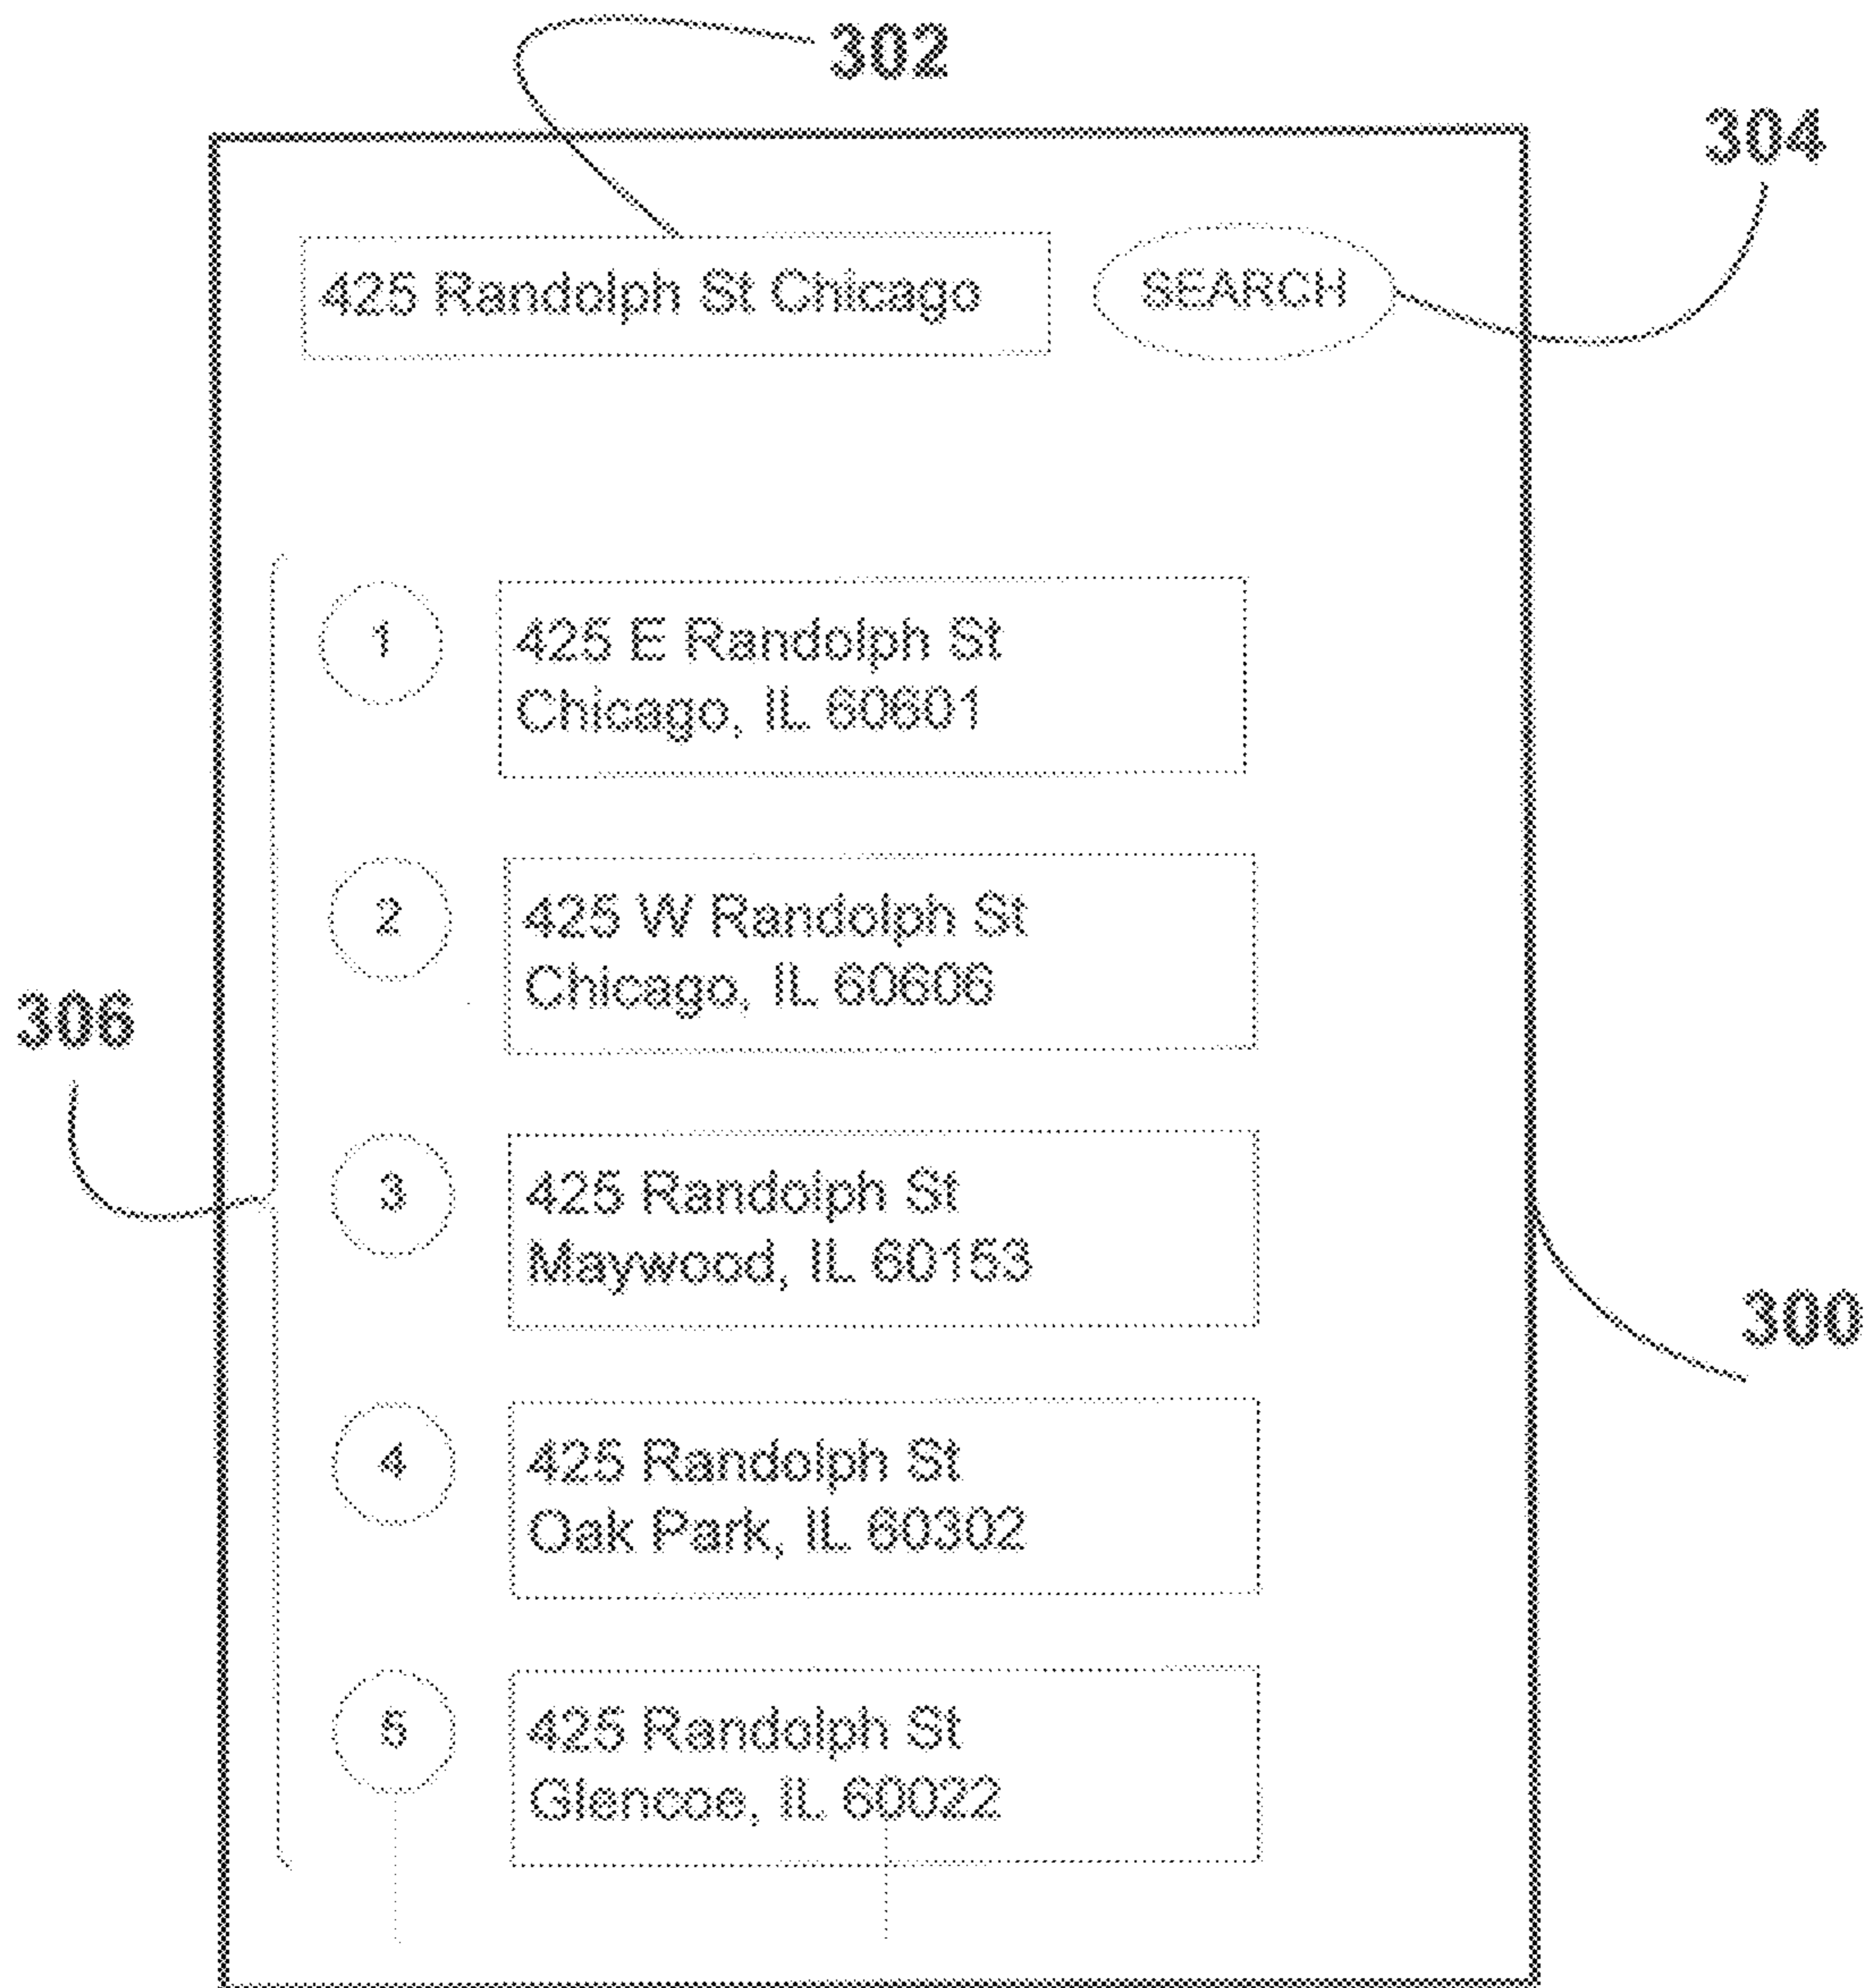 302
304
425 Randolph St Chicago
SEARCH
1
425 E Randolph St
Chicago, IL 60601
2
425 W Randolph St
Chicago, IL 60606
306
3
425 Randolph St
Maywood, IL 60153
300
4
425 Randolph St
Oak Park, IL 60302
5
425 Randolph St
Glencoe, IL 60022